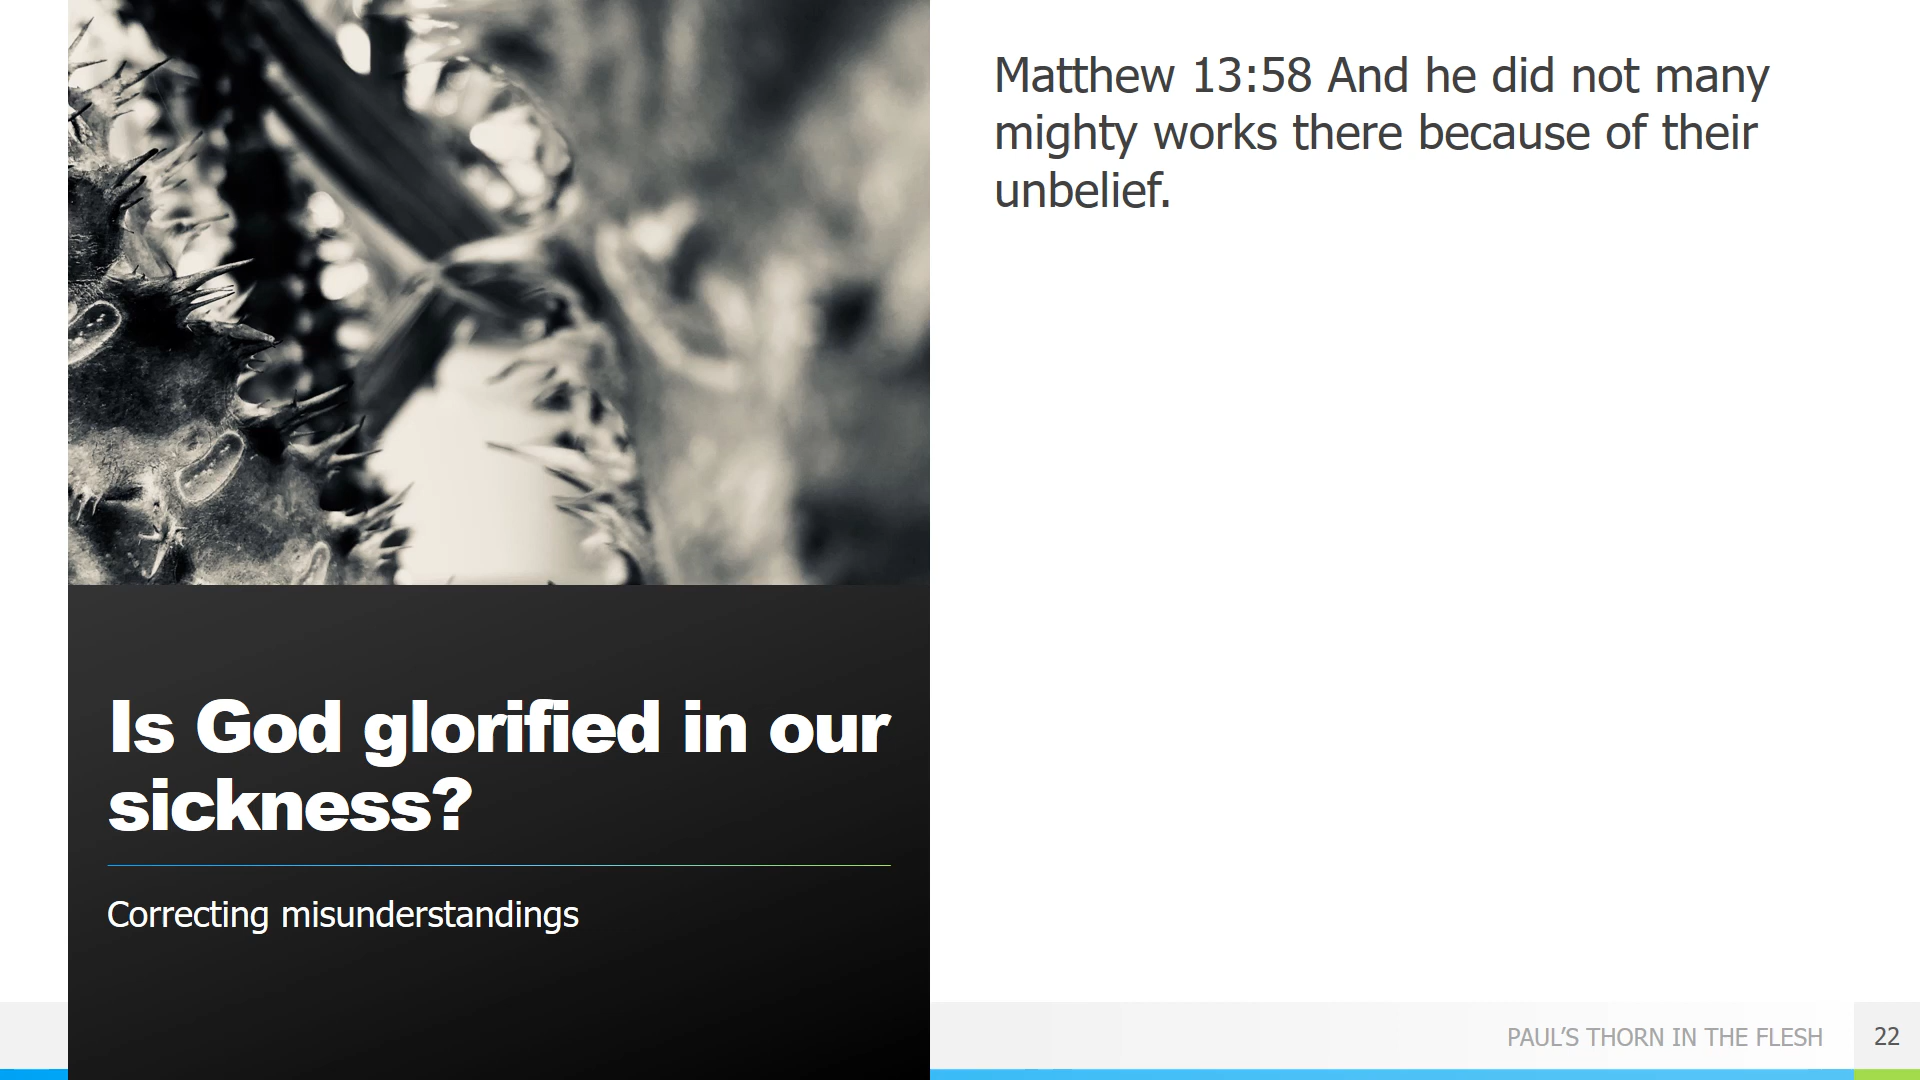 Matthew 13:58 And he did not many
mighty works there because of their
unbelief.
Is God glorified in our
sickness?
Correcting misunderstandings
PAUL’S THORN IN THE FLESH
22